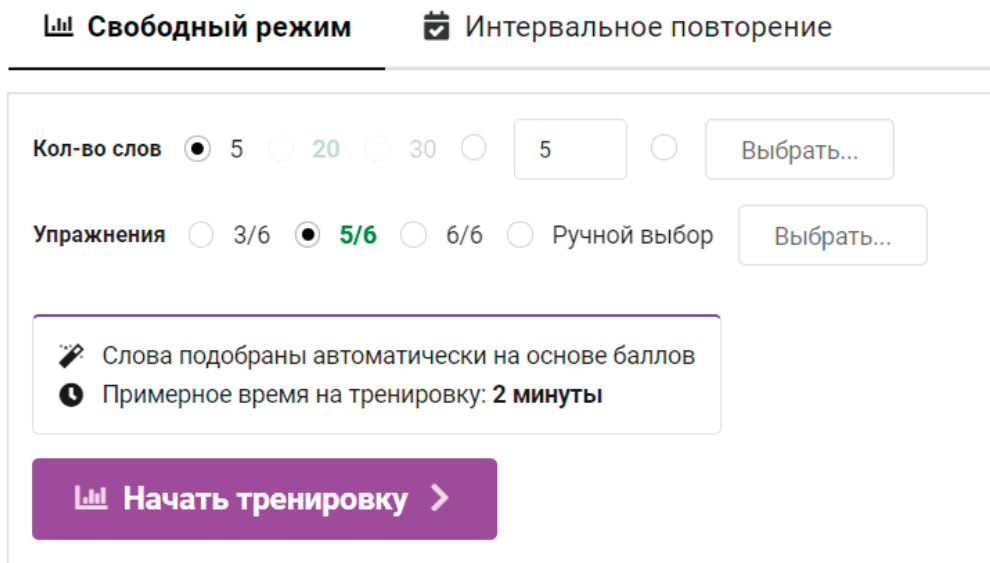 Свободный режим Интервальное повторение
Кол-во слов 5 20 30 5 Выбрать...
Упражнения 3/6 5/6 6/6 Ручной выбор Выбрать...
Слова подобраны автоматически на основе баллов
Примерное время на тренировку: 2 минуты
Начать тренировку